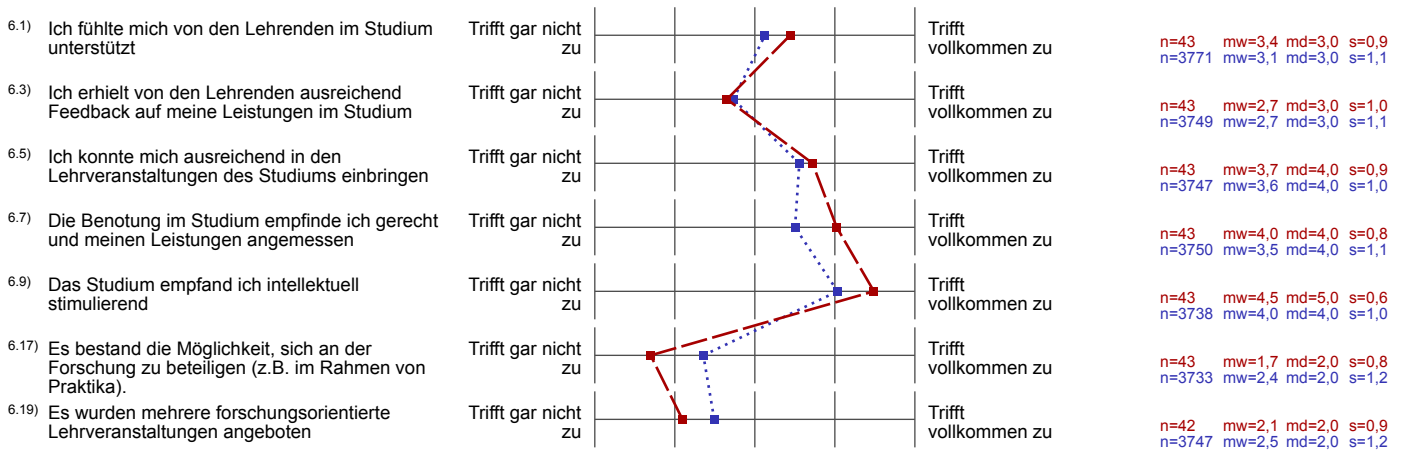 6.1) Ich fühlte mich von den Lehrenden im Studium
unterstützt
Trifft gar nicht
zu
Trifft
vollkommen zu
n=43 mw=3,4 md=3,0 s=0,9
n=3771 mw=3,1 md=3,0 s=1,1
6.3) Ich erhielt von den Lehrenden ausreichend
Feedback auf meine Leistungen im Studium
Trifft gar nicht
zu
Trifft
vollkommen zu
n=43 mw=2,7 md=3,0 s=1,0
n=3749 mw=2,7 md=3,0 s=1,1
6.5) Ich konnte mich ausreichend in den
Lehrveranstaltungen des Studiums einbringen
Trifft gar nicht
zu
Trifft
vollkommen zu
n=43 mw=3,7 md=4,0 s=0,9
n=3747 mw=3,6 md=4,0 s=1,0
6.7) Die Benotung im Studium empfinde ich gerecht
und meinen Leistungen angemessen
Trifft gar nicht
zu
Trifft
vollkommen zu
n=43 mw=4,0 md=4,0 s=0,8
n=3750 mw=3,5 md=4,0 s=1,1
6.9) Das Studium empfand ich intellektuell
stimulierend
Trifft gar nicht
zu
Trifft
vollkommen zu
n=43 mw=4,5 md=5,0 s=0,6
n=3738 mw=4,0 md=4,0 s=1,0
6.17) Es bestand die Möglichkeit, sich an der
Forschung zu beteiligen (z.B. im Rahmen von
Praktika).
Trifft gar nicht
zu
Trifft
vollkommen zu
n=43 mw=1,7 md=2,0 s=0,8
n=3733 mw=2,4 md=2,0 s=1,2
6.19) Es wurden mehrere forschungsorientierte
Lehrveranstaltungen angeboten
Trifft gar nicht
zu
Trifft
vollkommen zu
n=42 mw=2,1 md=2,0 s=0,9
n=3747 mw=2,5 md=2,0 s=1,2